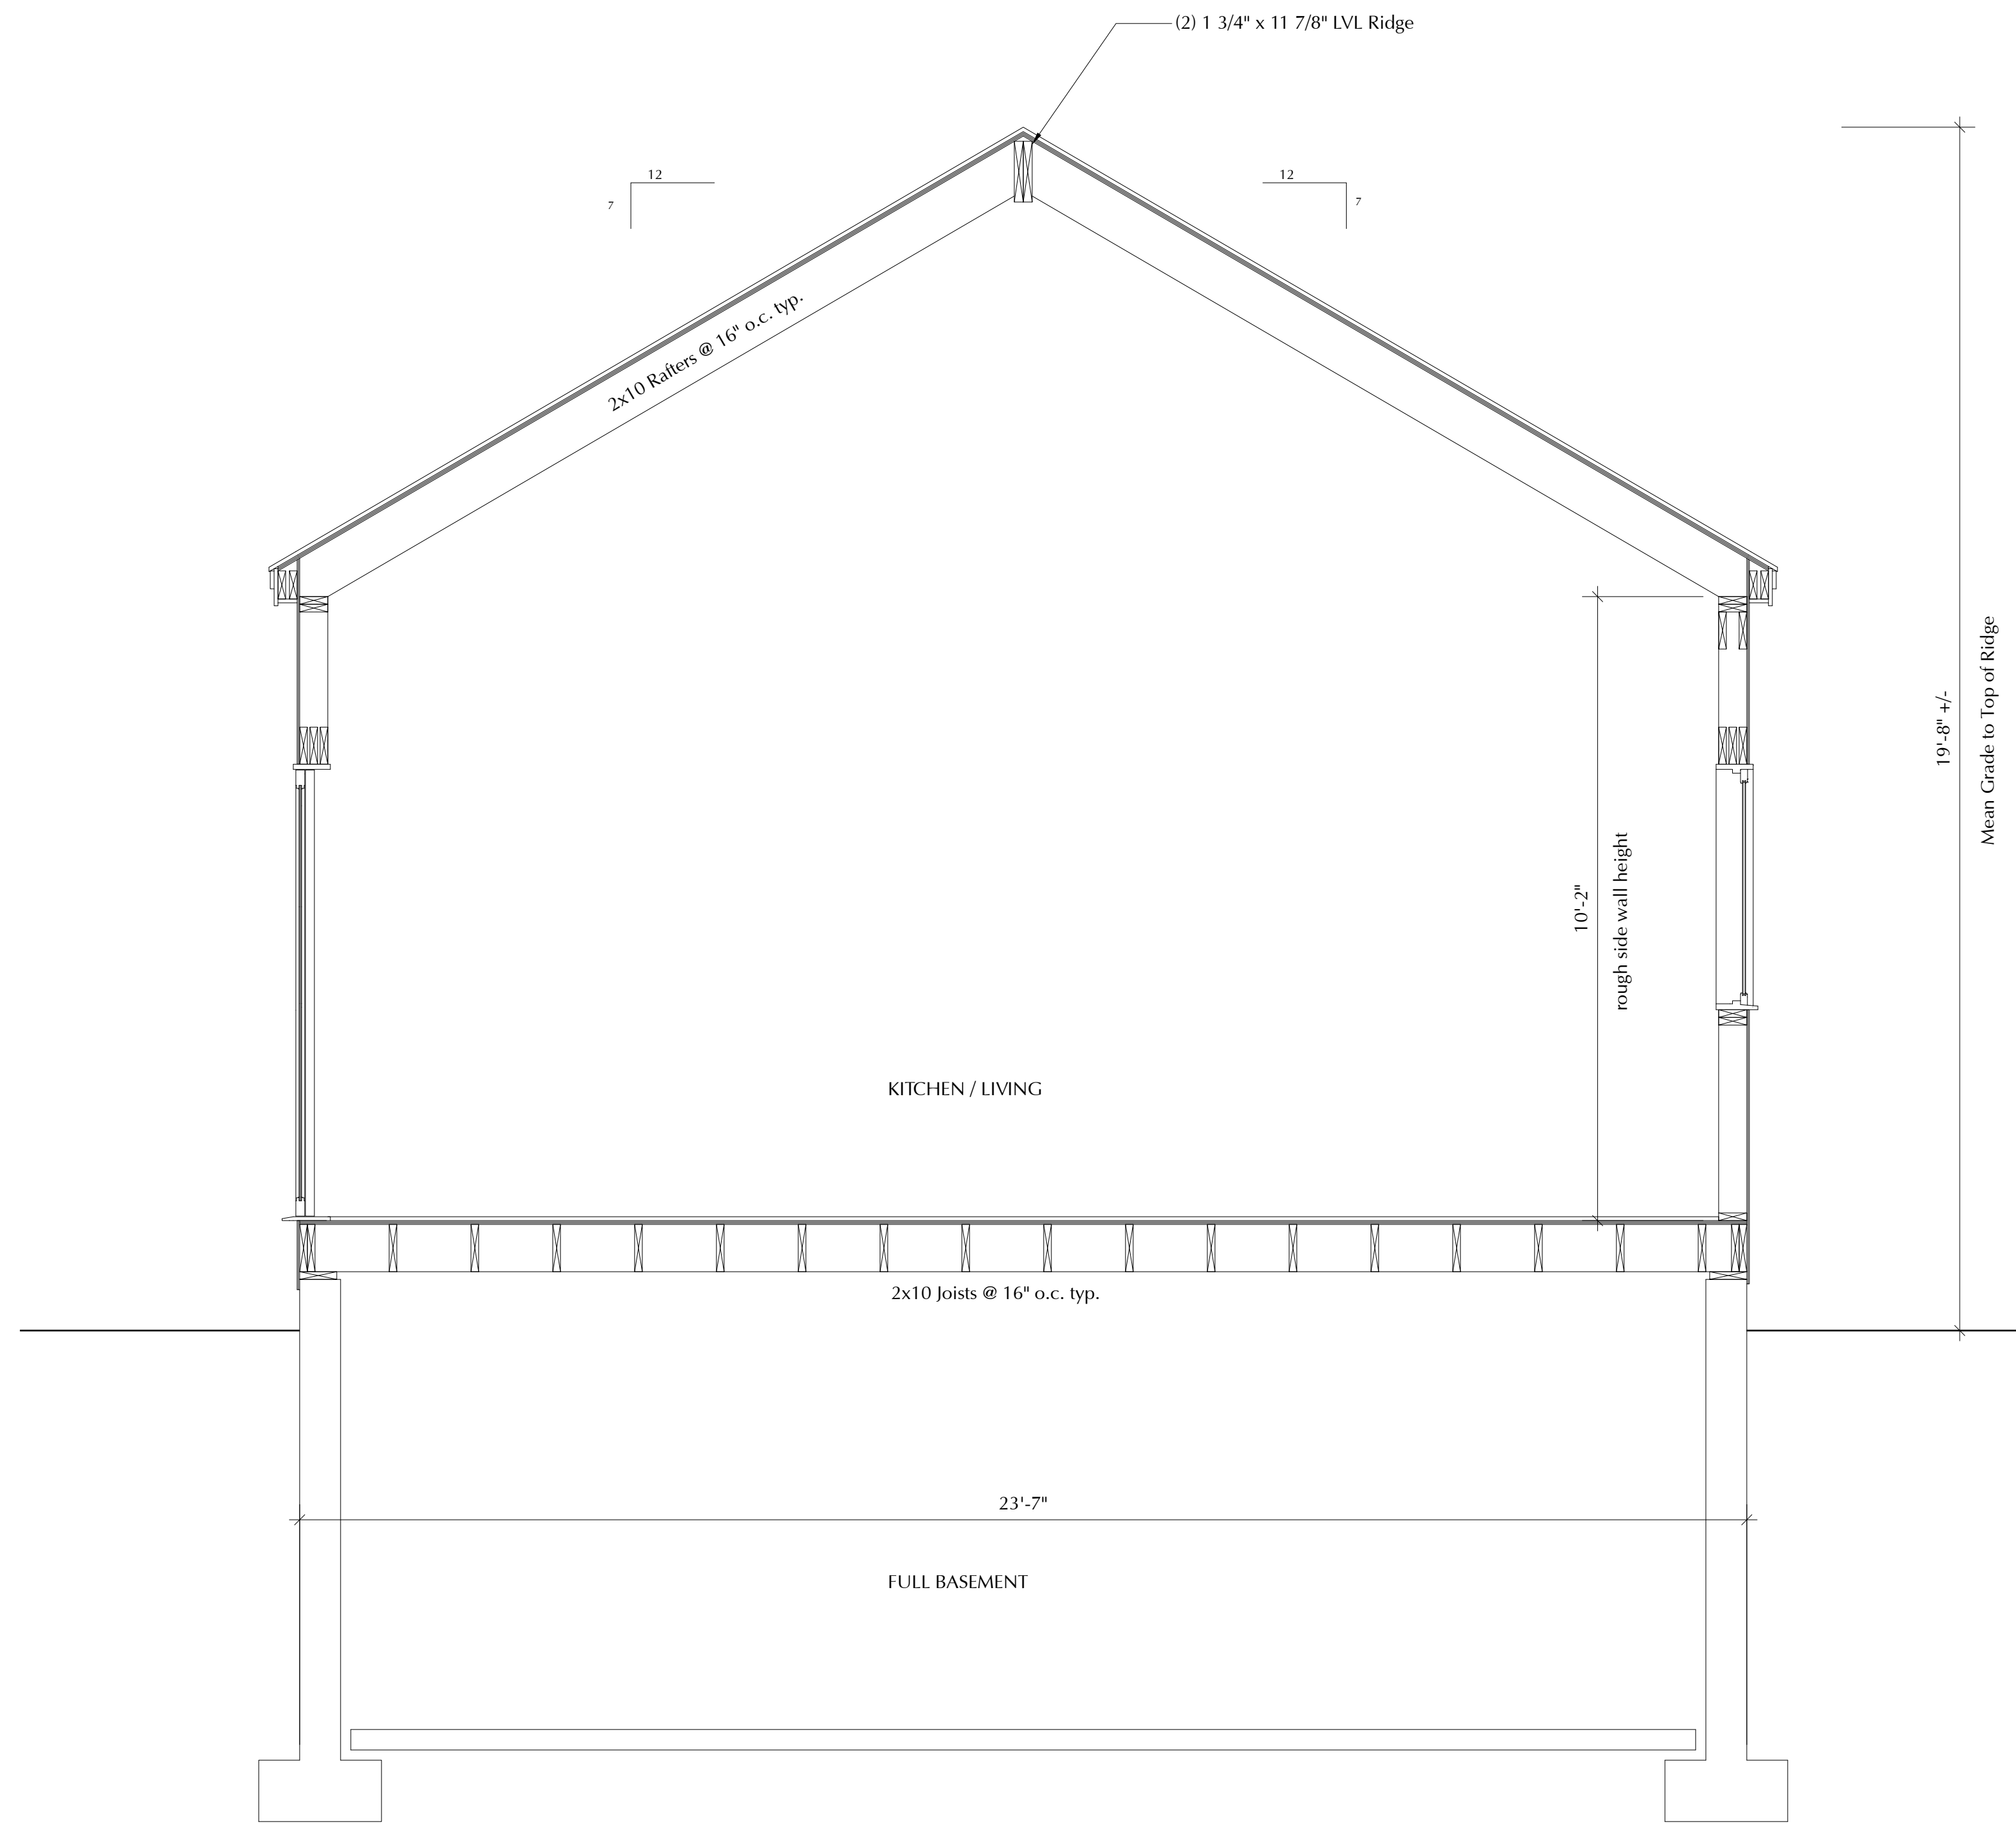 (2) 1 3/4" x 11 7/8" LVL Ridge
12
7
12
7
2x10 Rafters @ 16" o.c. typ.
19'-8" +/-
Mean Grade to Top of Ridge
10'-2"
rough side wall height
KITCHEN / LIVING
2x10 Joists @ 16" o.c. typ.
23'-7"
FULL BASEMENT